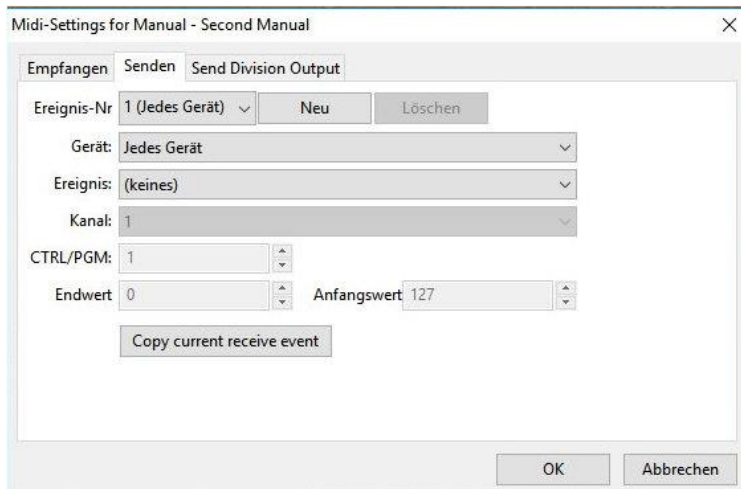 Midi-Settings for Manual - Second Manual
Empfangen Senden Send Division Output
Ereignis-Nr 1 (Jedes Gerät) Neu Löschen
Gerät: Jedes Gerät
Ereignis: (keines)
Kanal: 1
CTRL/PGM: 1
Endwert 0 Anfangswert 127
Copy current receive event
OK Abbrechen